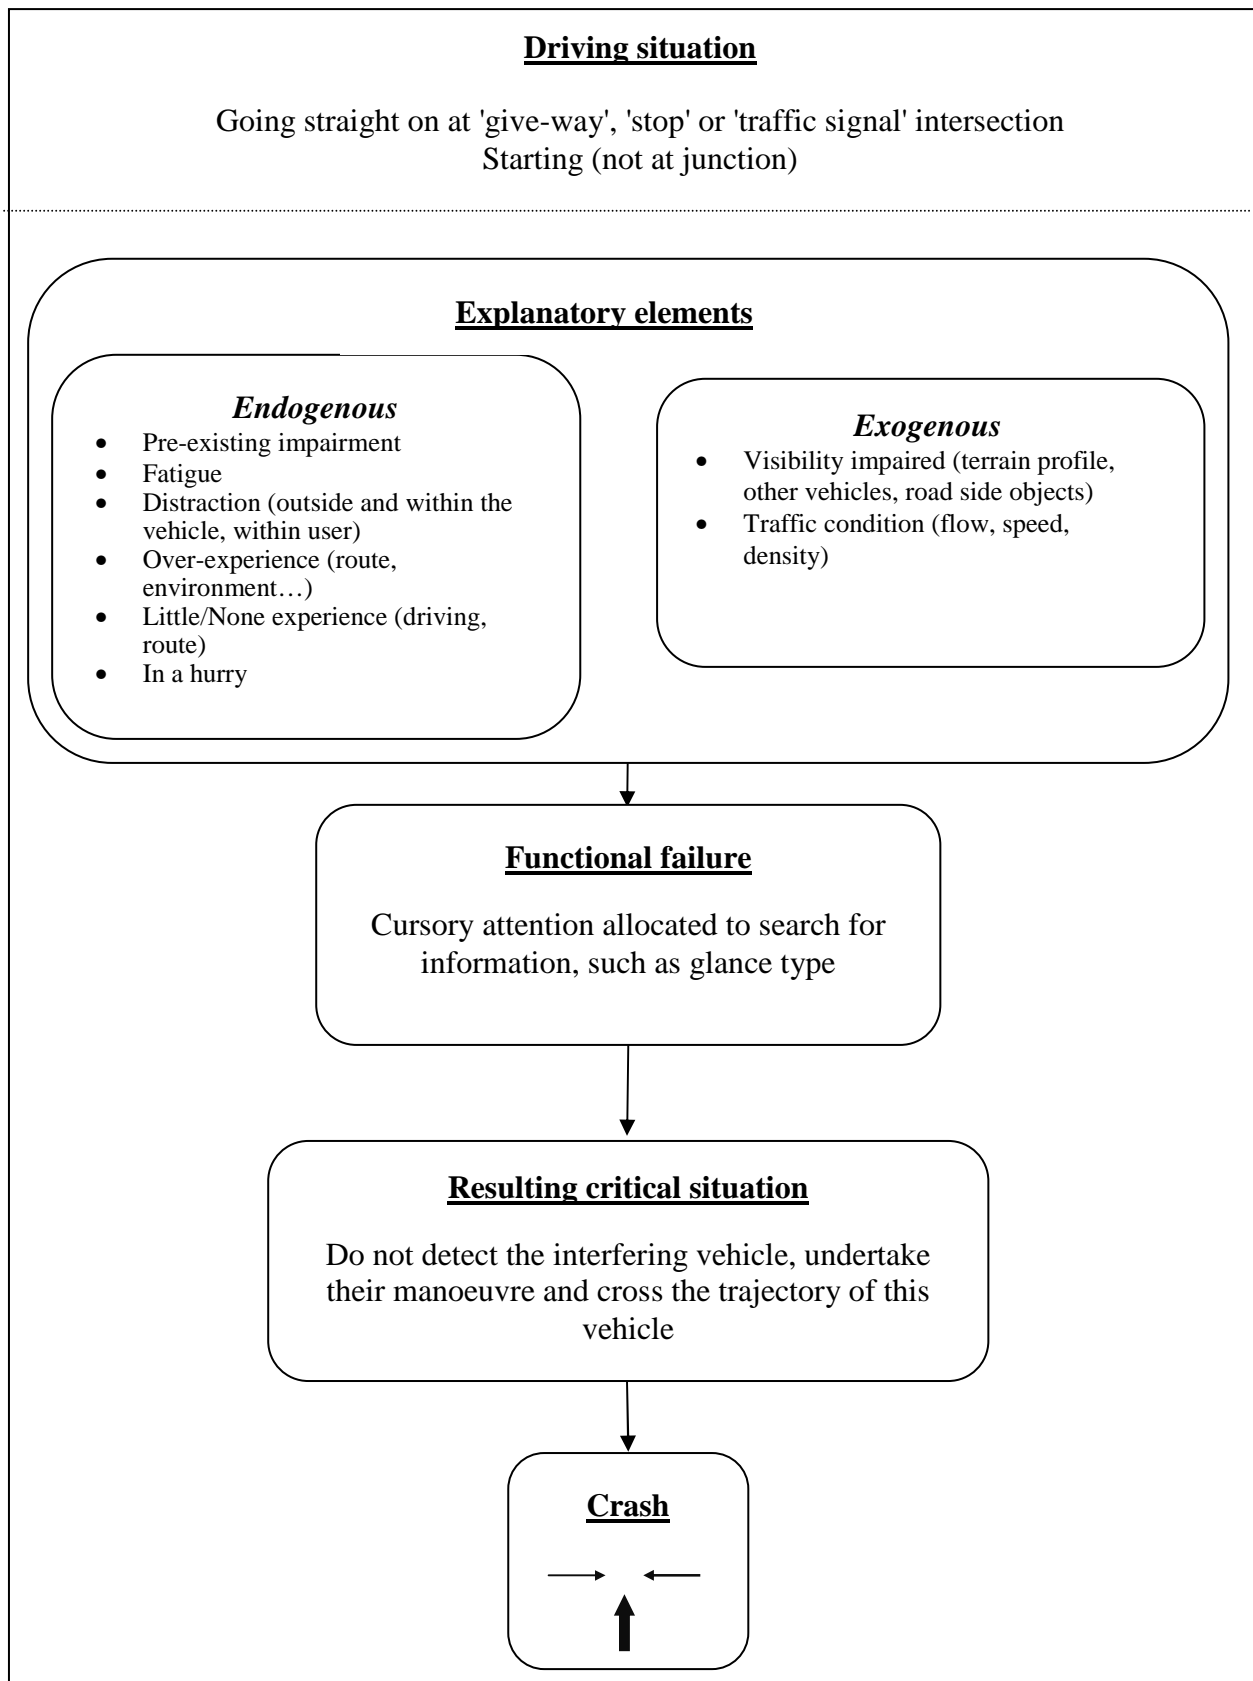 Driving situation
Going straight on at 'give-way', 'stop' or 'traffic signal' intersection
Starting (not at junction)
Explanatory elements
Endogenous
• Pre-existing impairment
• Fatigue
• Distraction (outside and within the
vehicle, within user)
• Over-experience (route,
environment…)
• Little/None experience (driving,
route)
• In a hurry
Exogenous
• Visibility impaired (terrain profile,
other vehicles, road side objects)
• Traffic condition (flow, speed,
density)
Functional failure
Cursory attention allocated to search for
information, such as glance type
Resulting critical situation
Do not detect the interfering vehicle, undertake
their manoeuvre and cross the trajectory of this
vehicle
Crash